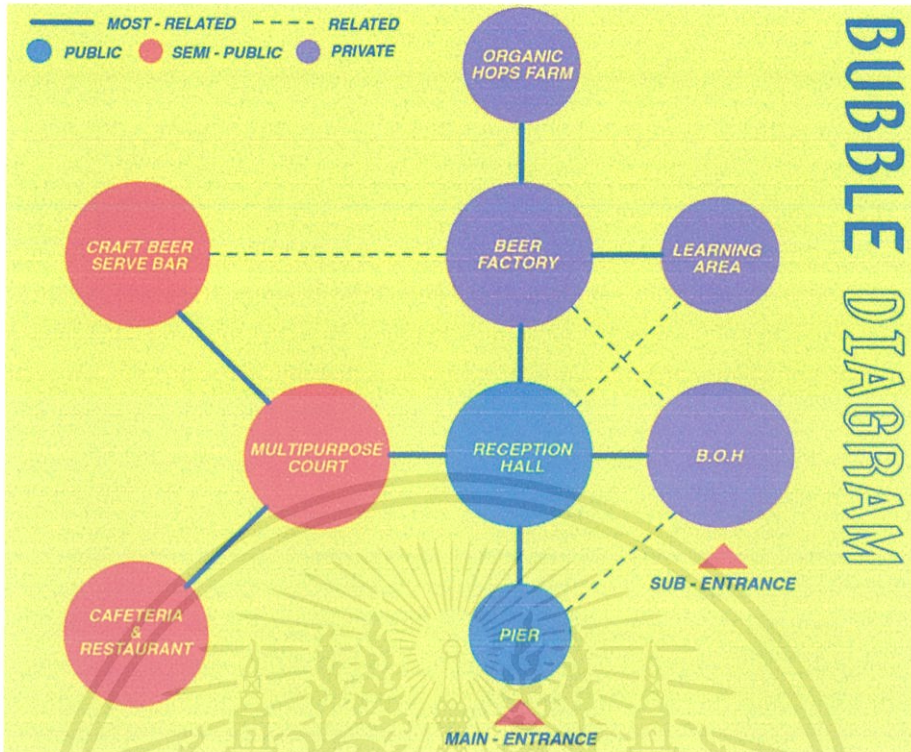 MOST - RELATED
RELATED
PUBLIC
SEMI - PUBLIC
PRIVATE
BUBBLE DIAGRAM
ORGANIC
HOPS FARM
CRAFT BEER
SERVE BAR
BEER
FACTORY
LEARNING
AREA
MULTIPURPOSE
COURT
RECEPTION
HALL
B.O.H
SUB - ENTRANCE
CAFETERIA
&
RESTAURANT
PIER
MAIN - ENTRANCE